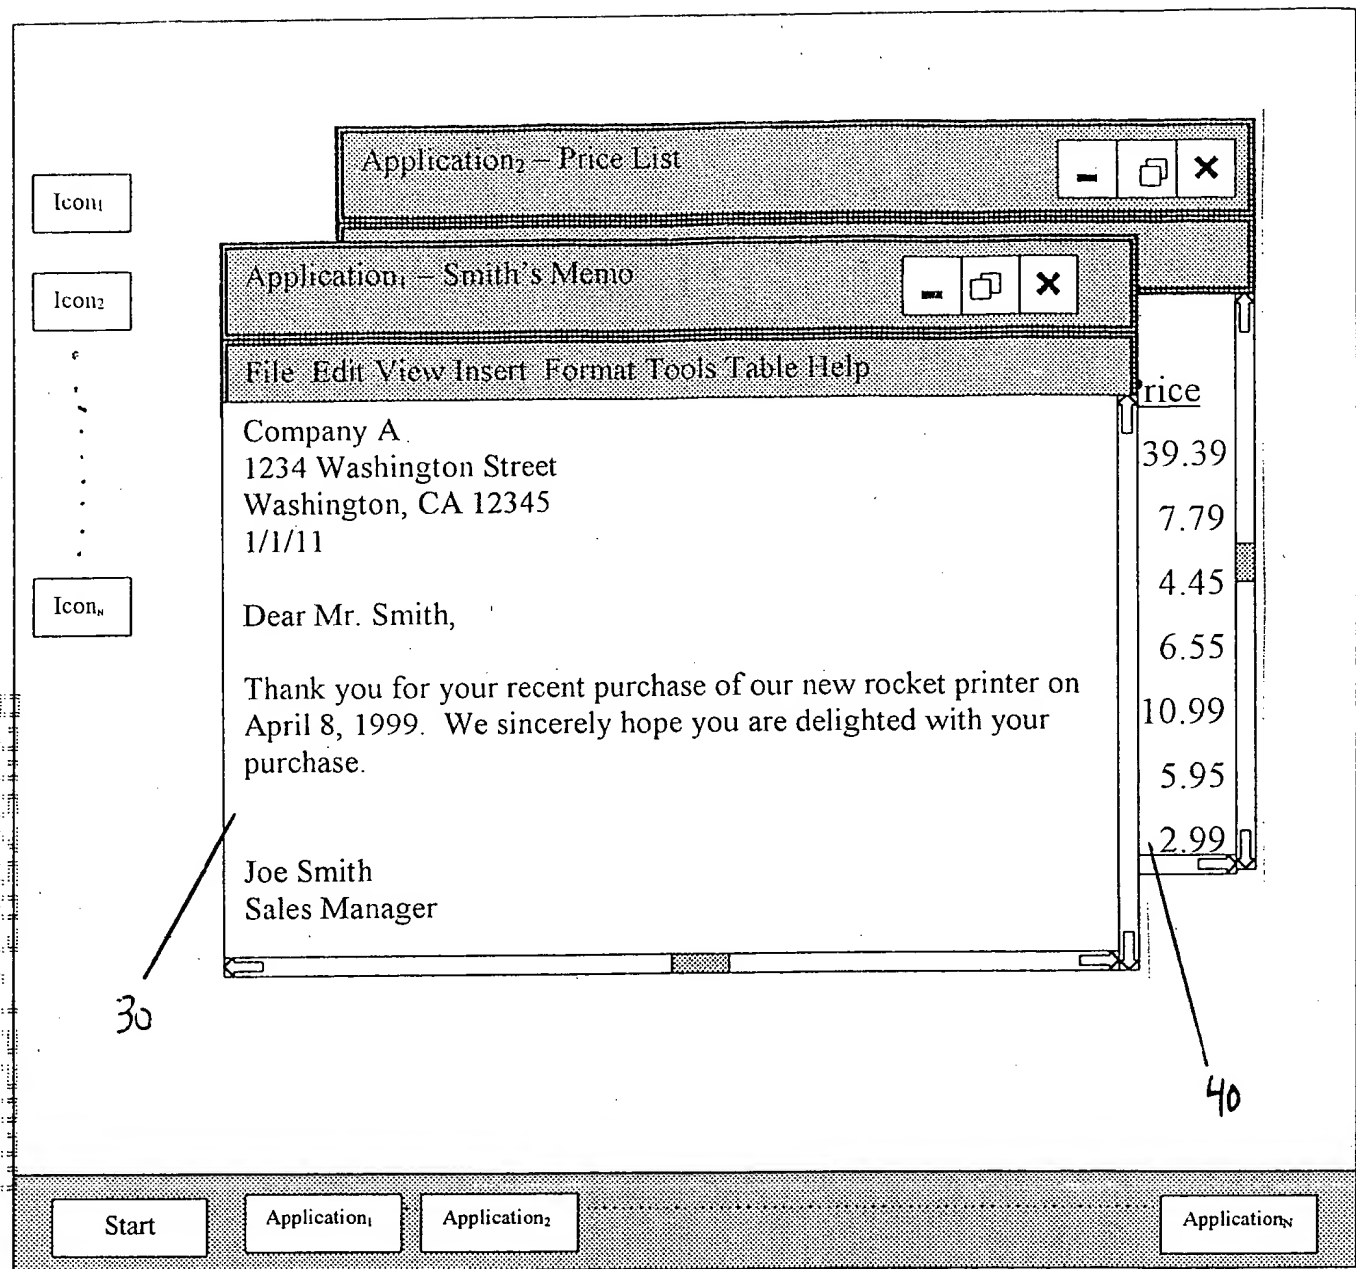 Application₂ – Price List
Icon₁
Application₁ – Smith's Memo
Icon₂
File Edit View Insert Format Tools Table Help
rice
Company A
1234 Washington Street
Washington, CA 12345
1/1/11
39.39
7.79
4.45
Icon_N
Dear Mr. Smith,
6.55
Thank you for your recent purchase of our new rocket printer on
April 8, 1999. We sincerely hope you are delighted with your
purchase.
10.99
5.95
2.99
Joe Smith
Sales Manager
30
40
Start
Application₁
Application₂
Application_N